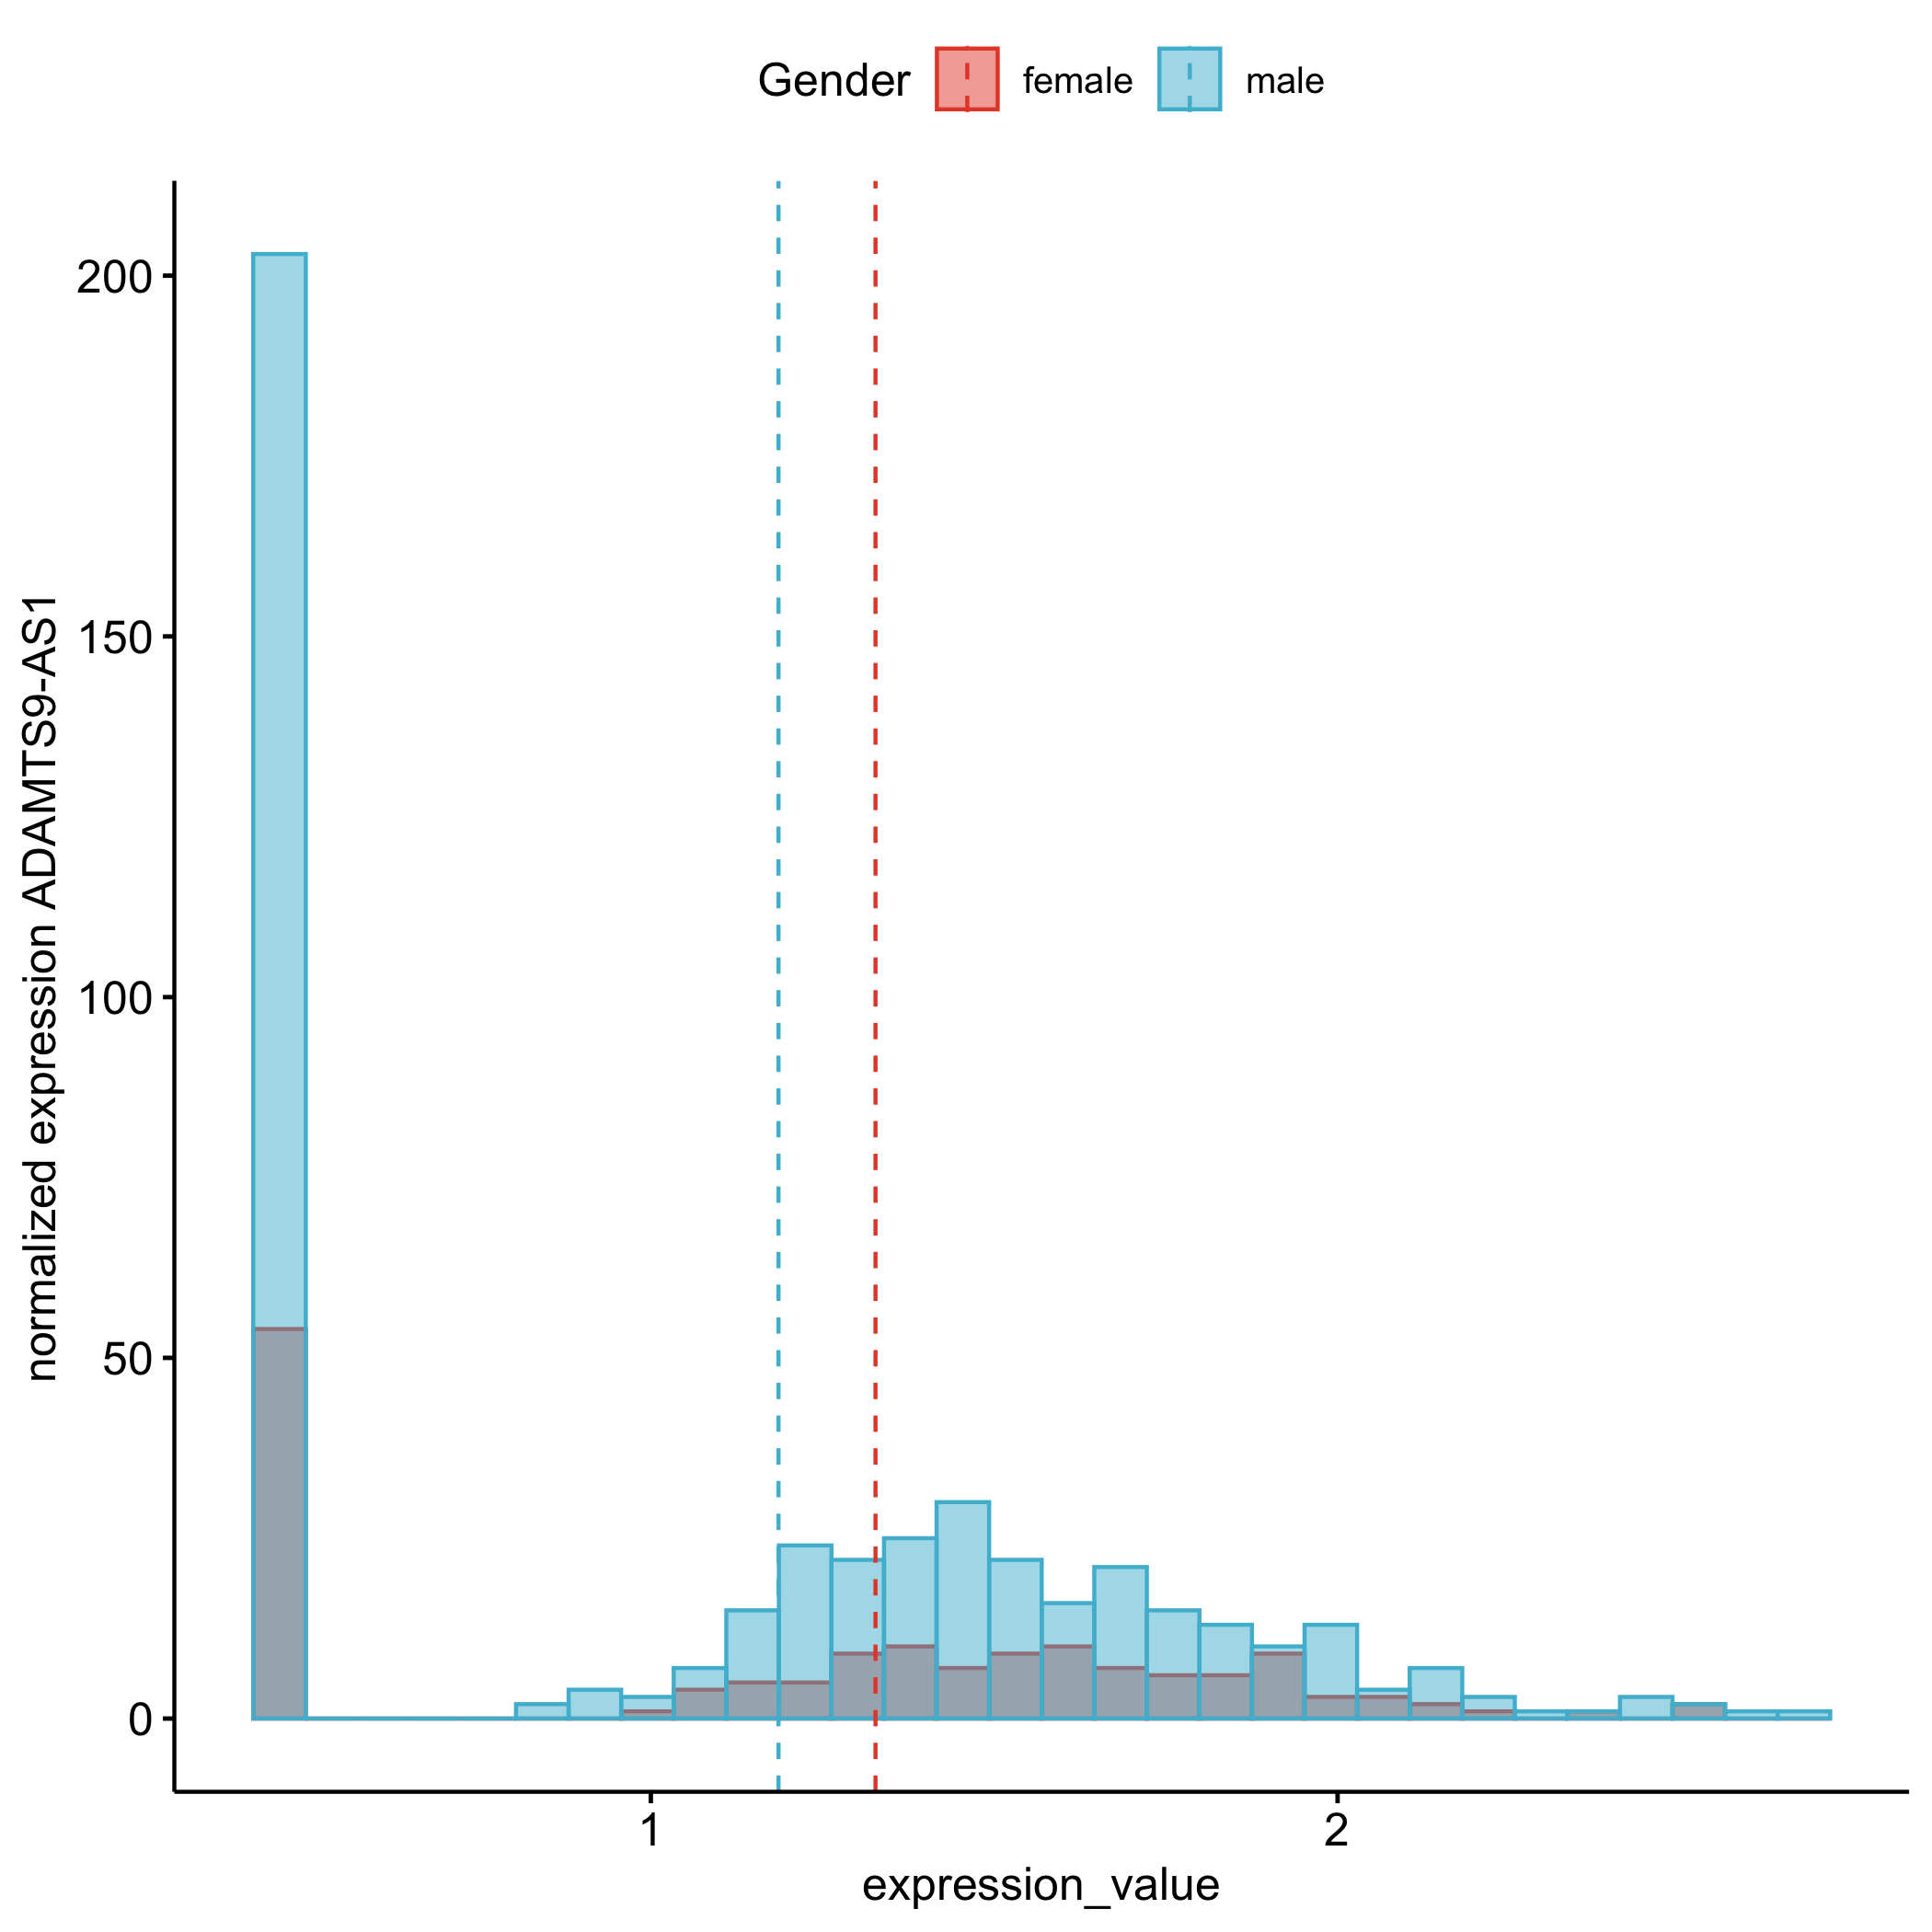 Gender female male
normalized expression ADAMTS9-AS1
200
150
100
50
0
1 2
expression_value